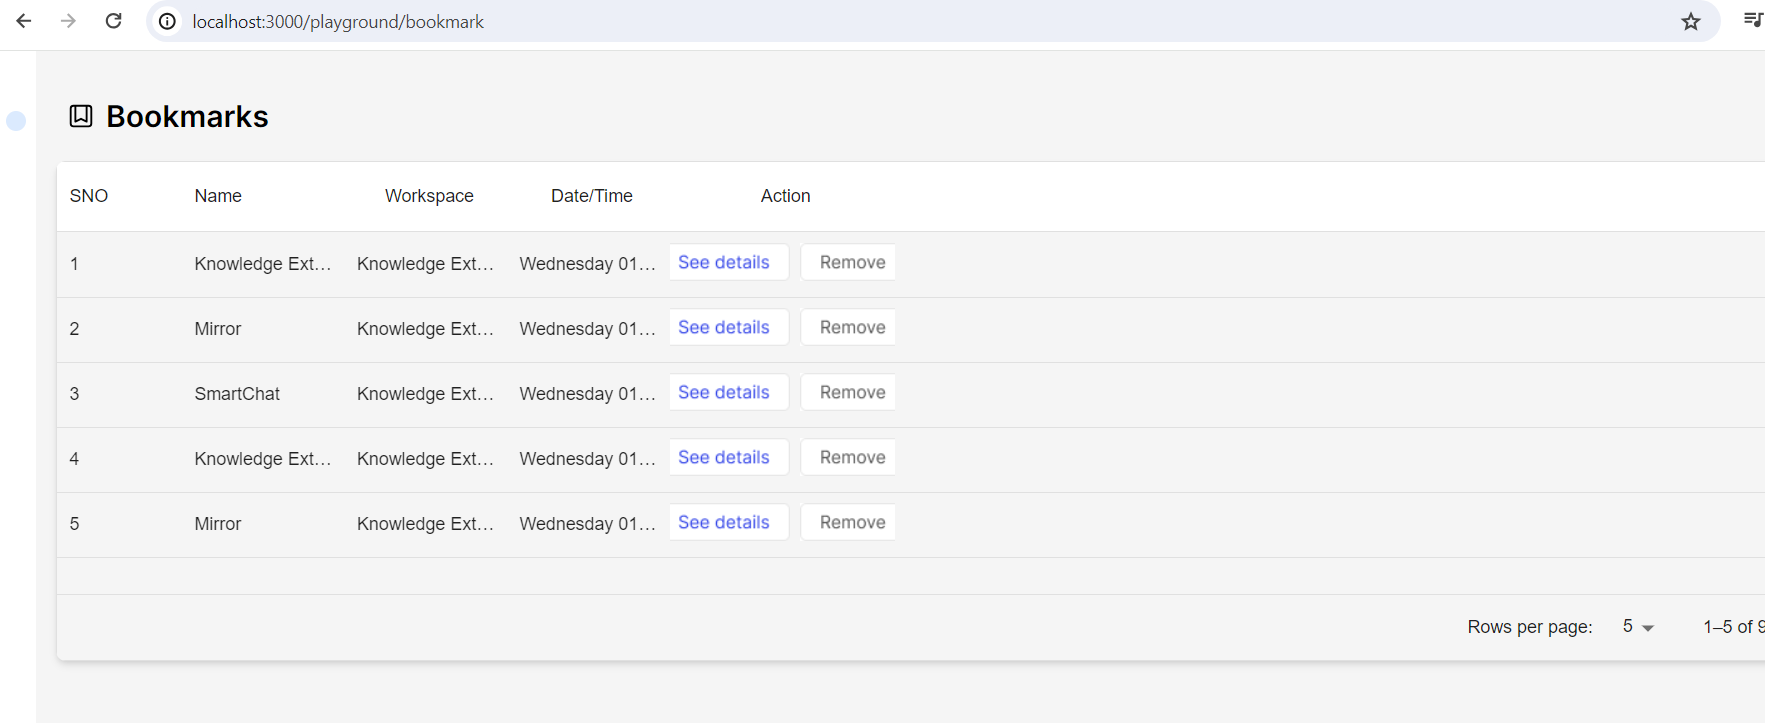 localhost:3000/playground/bookmark
Bookmarks
SNO Name Workspace Date/Time Action
1 Knowledge Ext... Knowledge Ext... Wednesday 01... See details Remove
2 Mirror Knowledge Ext... Wednesday 01... See details Remove
3 SmartChat Knowledge Ext... Wednesday 01... See details Remove
4 Knowledge Ext... Knowledge Ext... Wednesday 01... See details Remove
5 Mirror Knowledge Ext... Wednesday 01... See details Remove
Rows per page: 5 1–5 of 9